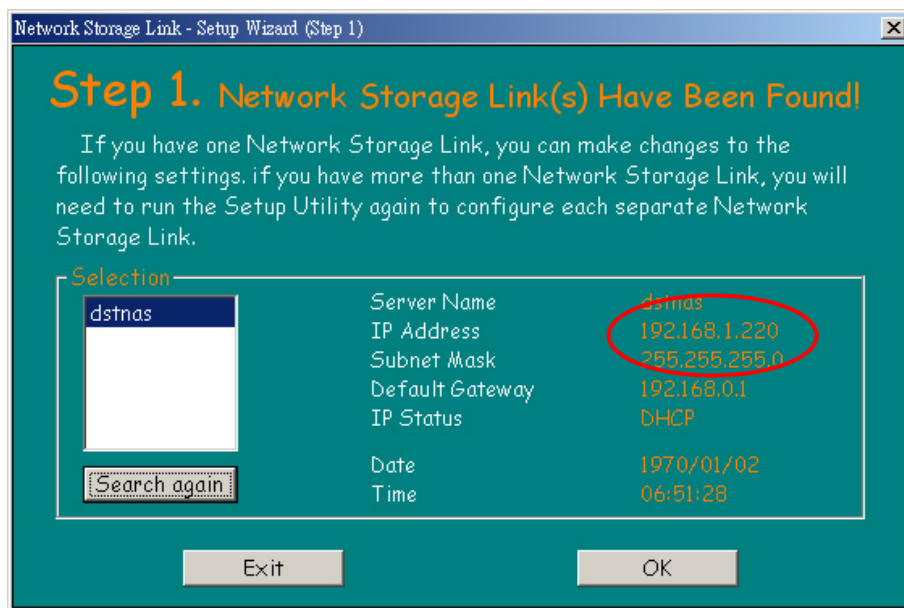 Network Storage Link - Setup Wizard (Step 1)
Step 1. Network Storage Link(s) Have Been Found!
If you have one Network Storage Link, you can make changes to the
following settings. if you have more than one Network Storage Link, you will
need to run the Setup Utility again to configure each separate Network
Storage Link.
Selection
dstnas
Server Name dstnas
IP Address 192.168.1.220
Subnet Mask 255.255.255.0
Default Gateway 192.168.0.1
IP Status DHCP
Date 1970/01/02
Time 06:51:28
Search again
Exit
OK